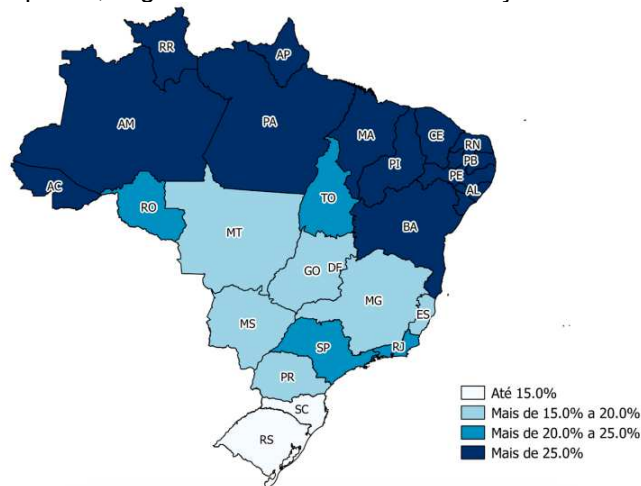 RR
AP
AM
PA
MA
CE
RN
PB
PI
PE
AL
AC
RO
TO
BA
MT
GO
DF
MG
ES
MS
SP
RJ
PR
SC
RS
Até 15.0%
Mais de 15.0% a 20.0%
Mais de 20.0% a 25.0%
Mais de 25.0%